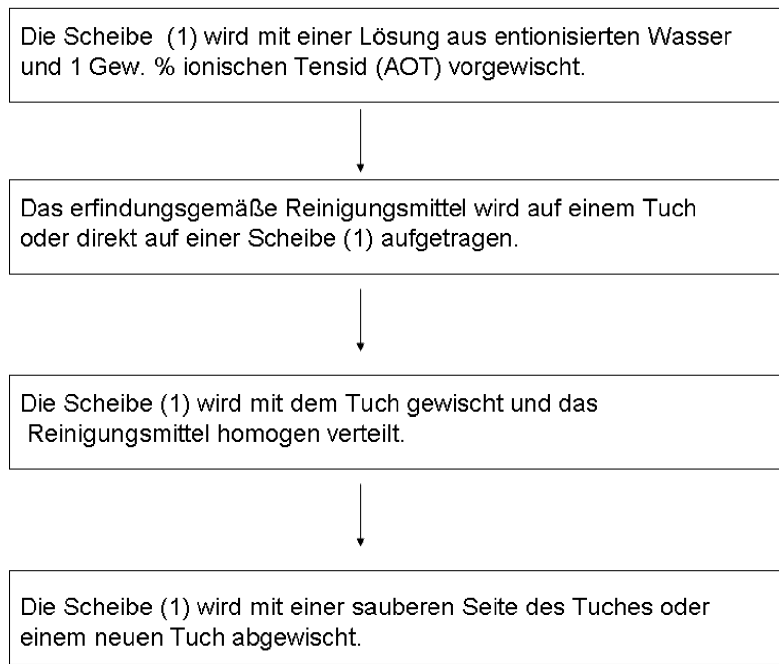 Die Scheibe (1) wird mit einer Lösung aus entionisierten Wasser
und 1 Gew. % ionischen Tensid (AOT) vorgewischt.
Das erfindungsgemäße Reinigungsmittel wird auf einem Tuch
oder direkt auf einer Scheibe (1) aufgetragen.
Die Scheibe (1) wird mit dem Tuch gewischt und das
Reinigungsmittel homogen verteilt.
Die Scheibe (1) wird mit einer sauberen Seite des Tuches oder
einem neuen Tuch abgewischt.